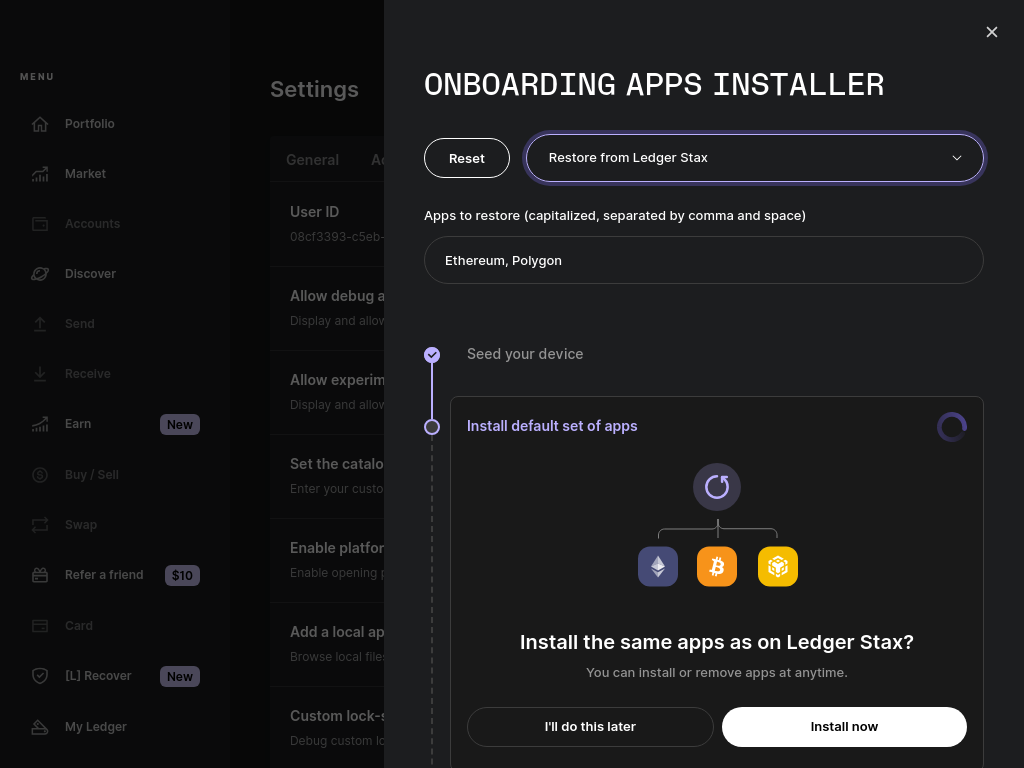 MENU
Portfolio
Market
Accounts
Discover
Send
Receive
Earn New
Buy / Sell
Swap
Refer a friend $10
Card
[L] Recover New
My Ledger
Settings
General
User ID
08cf3393-c5eb-
Allow debug a
Display and allow
Allow experim
Display and allow
Set the catalo
Enter your custo
Enable platfor
Enable opening p
Add a local ap
Browse local files
Custom lock-s
Debug custom lo
ONBOARDING APPS INSTALLER
Reset
Restore from Ledger Stax
Apps to restore (capitalized, separated by comma and space)
Ethereum, Polygon
Seed your device
Install default set of apps
Install the same apps as on Ledger Stax?
You can install or remove apps at anytime.
I'll do this later
Install now